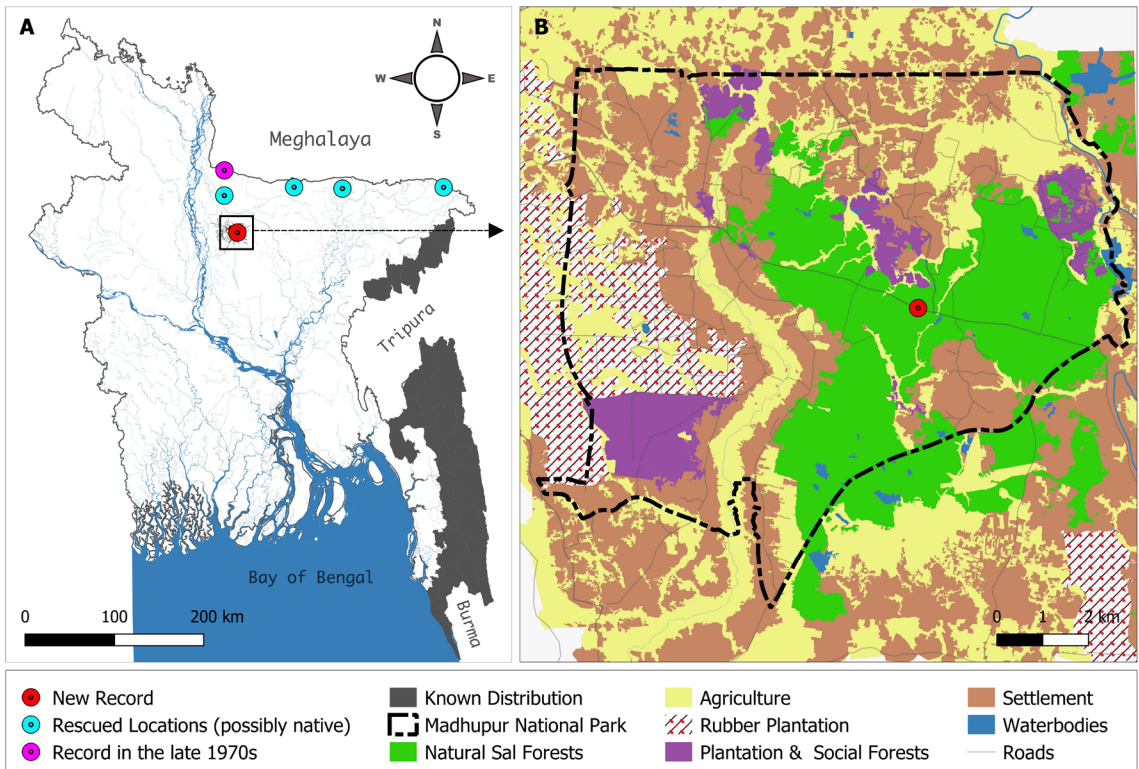 A
N
W
E
S
Meghalaya
Tripura
Bay of Bengal
Burma
0 100 200 km
B
0 1 2 km
New Record
Rescued Locations (possibly native)
Record in the late 1970s
Known Distribution
Madhupur National Park
Natural Sal Forests
Agriculture
Rubber Plantation
Plantation & Social Forests
Settlement
Waterbodies
Roads